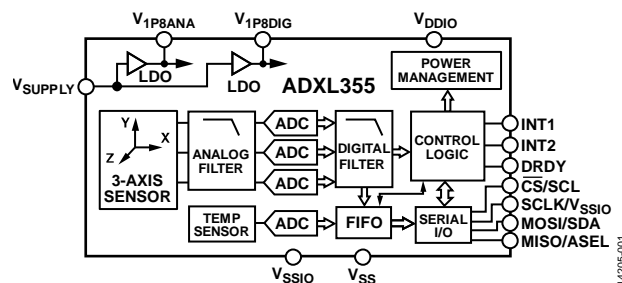 V1P8ANA
V1P8DIG
VDDIO
LDO
LDO
ADXL355
POWER
MANAGEMENT
VSUPPLY
Y
X
Z
3-AXIS
SENSOR
ANALOG
FILTER
ADC
ADC
ADC
DIGITAL
FILTER
CONTROL
LOGIC
INT1
INT2
DRDY
CS/SCL
SCLK/VSSIO
MOSI/SDA
MISO/ASEL
TEMP
SENSOR
ADC
FIFO
SERIAL
I/O
VSSIO
VSS
14205-001